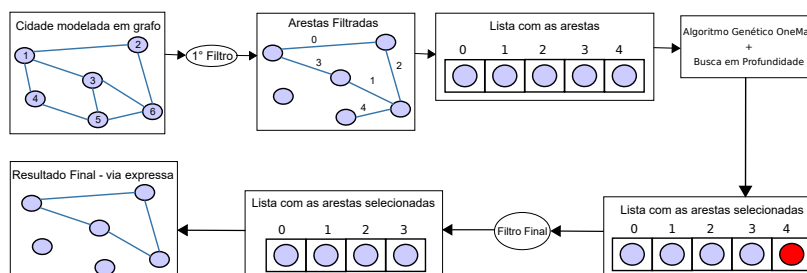 Cidade modelada em grafo
1
2
3
4
5
6
1° Filtro
Arestas Filtradas
0
3
2
1
4
Lista com as arestas
0 1 2 3 4
Algoritmo Genético OneMa
+
Busca em Profundidade
Lista com as arestas selecionadas
0 1 2 3 4
Filtro Final
Lista com as arestas selecionadas
0 1 2 3
Resultado Final - via expressa